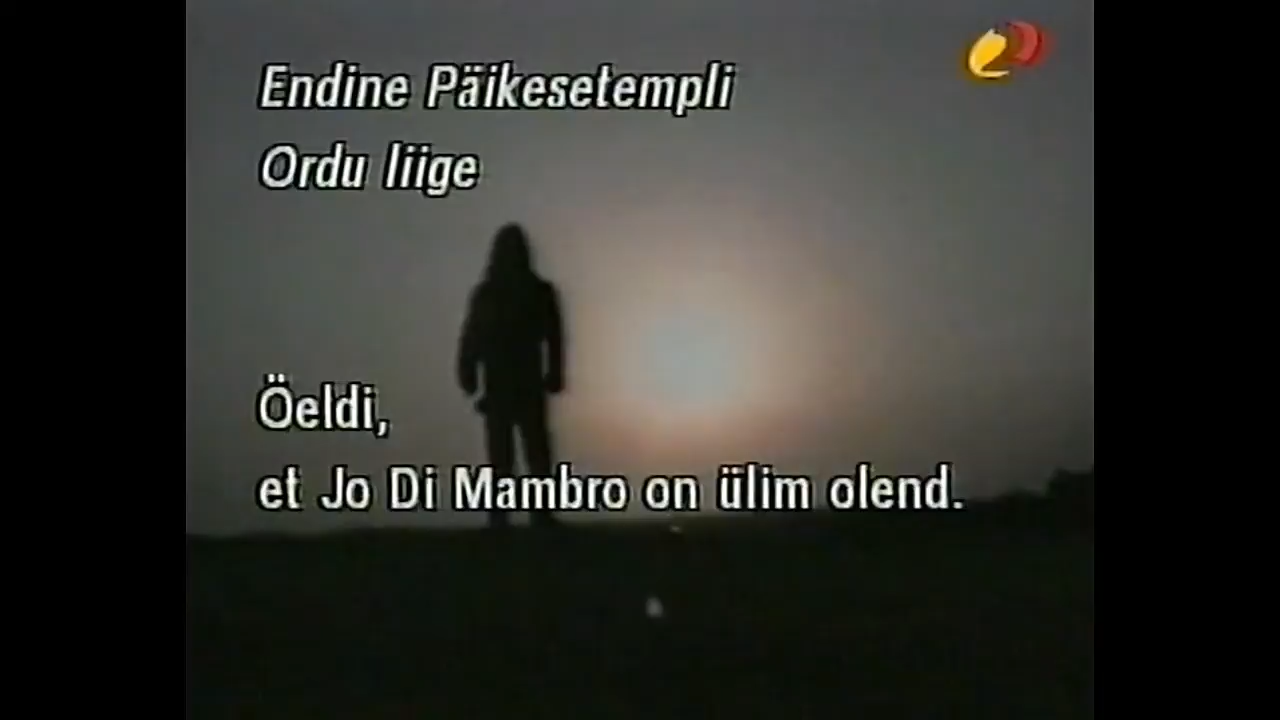 Endine Päikesetempli
Ordu liige
Öeldi,
et Jo Di Mambro on ülim olend.